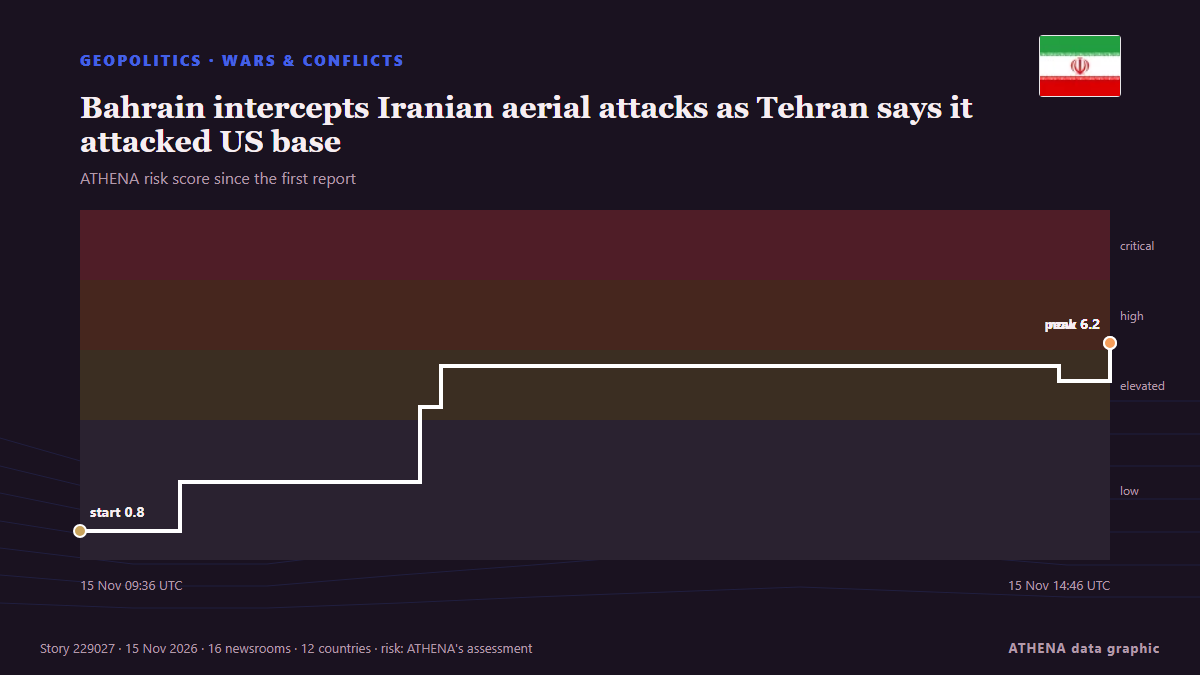 GEOPOLITICS · WARS & CONFLICTS
Bahrain intercepts Iranian aerial attacks as Tehran says it
attacked US base
ATHENA risk score since the first report
critical
high
6.2
elevated
low
start 0.8
15 Nov 09:36 UTC
15 Nov 14:46 UTC
Story 229027 · 15 Nov 2026 · 16 newsrooms · 12 countries · risk: ATHENA's assessment
ATHENA data graphic